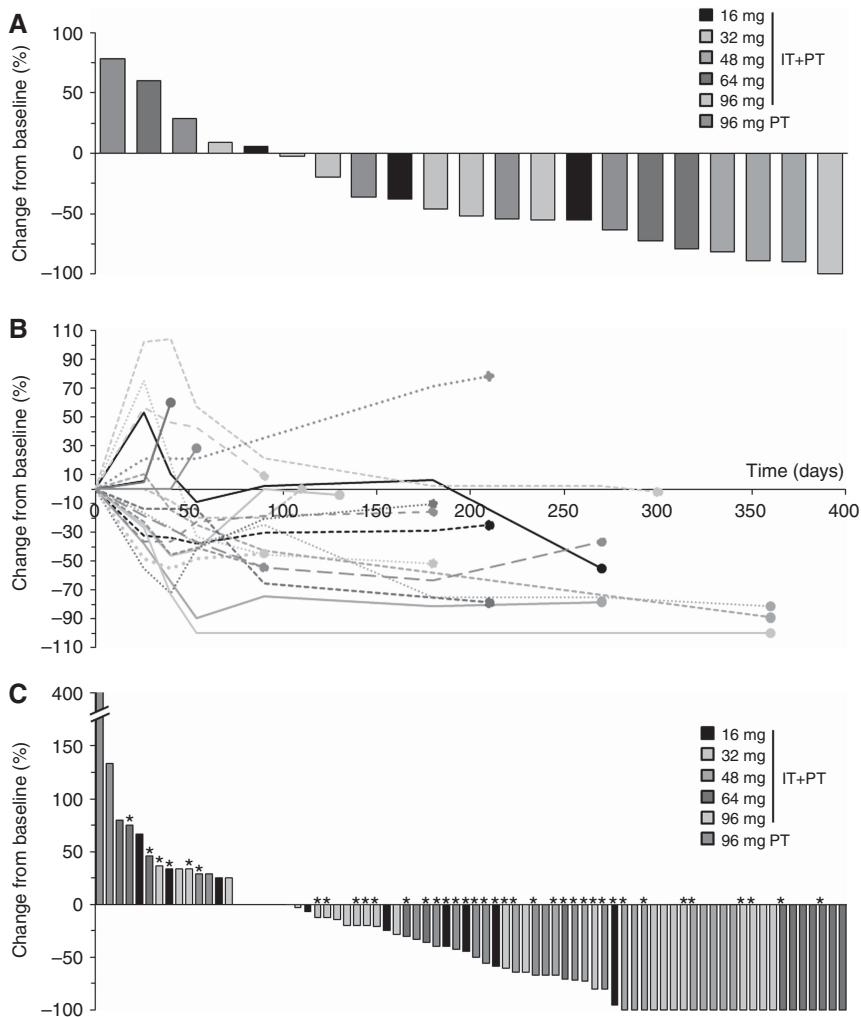 A
Change from baseline (%)
100
50
0
–50
–100
16 mg
32 mg
48 mg
64 mg
96 mg
IT+PT
96 mg PT
B
Change from baseline (%)
110
90
70
50
30
10
–10
–30
–50
–70
–90
–110
Time (days)
0 50 100 150 200 250 300 350 400
C
Change from baseline (%)
400
150
100
50
0
–50
–100
16 mg
32 mg
48 mg
64 mg
96 mg
IT+PT
96 mg PT